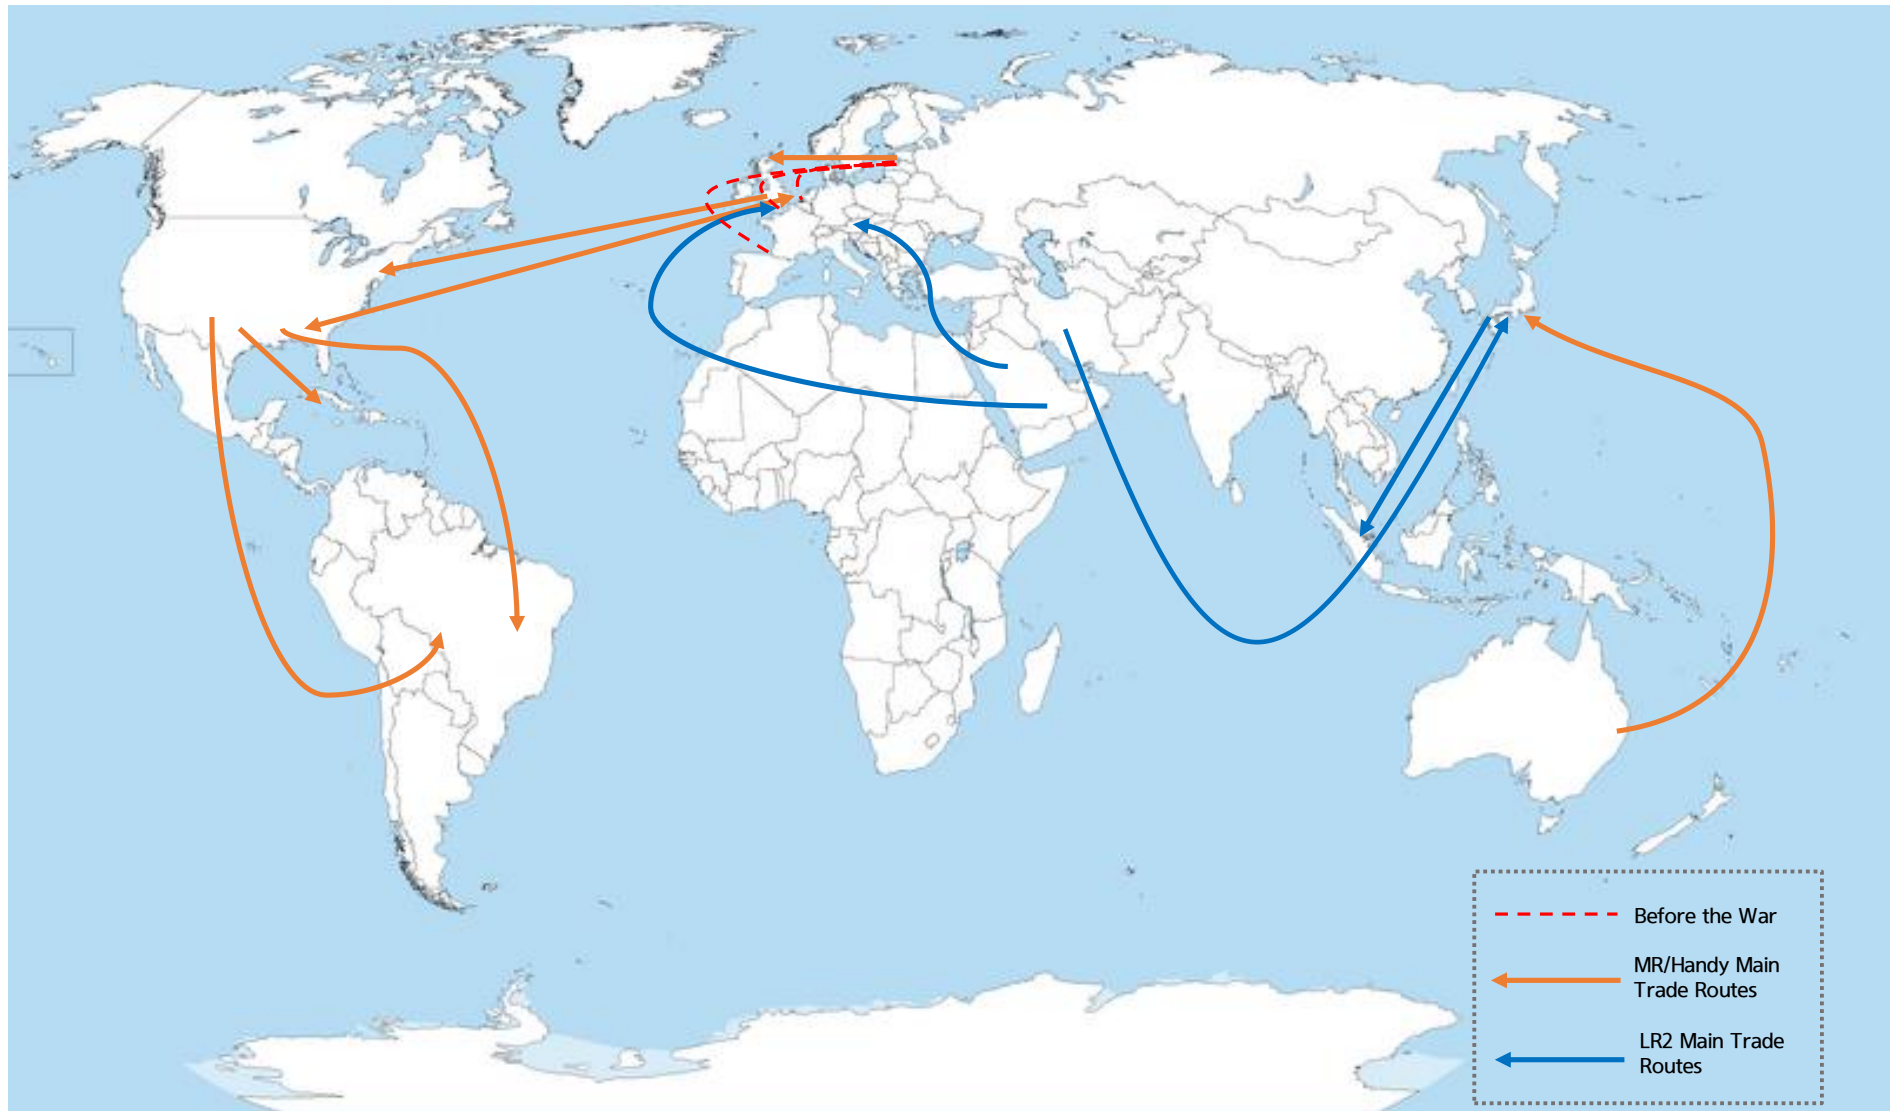 Before the War
MR/Handy Main
Trade Routes
LR2 Main Trade
Routes